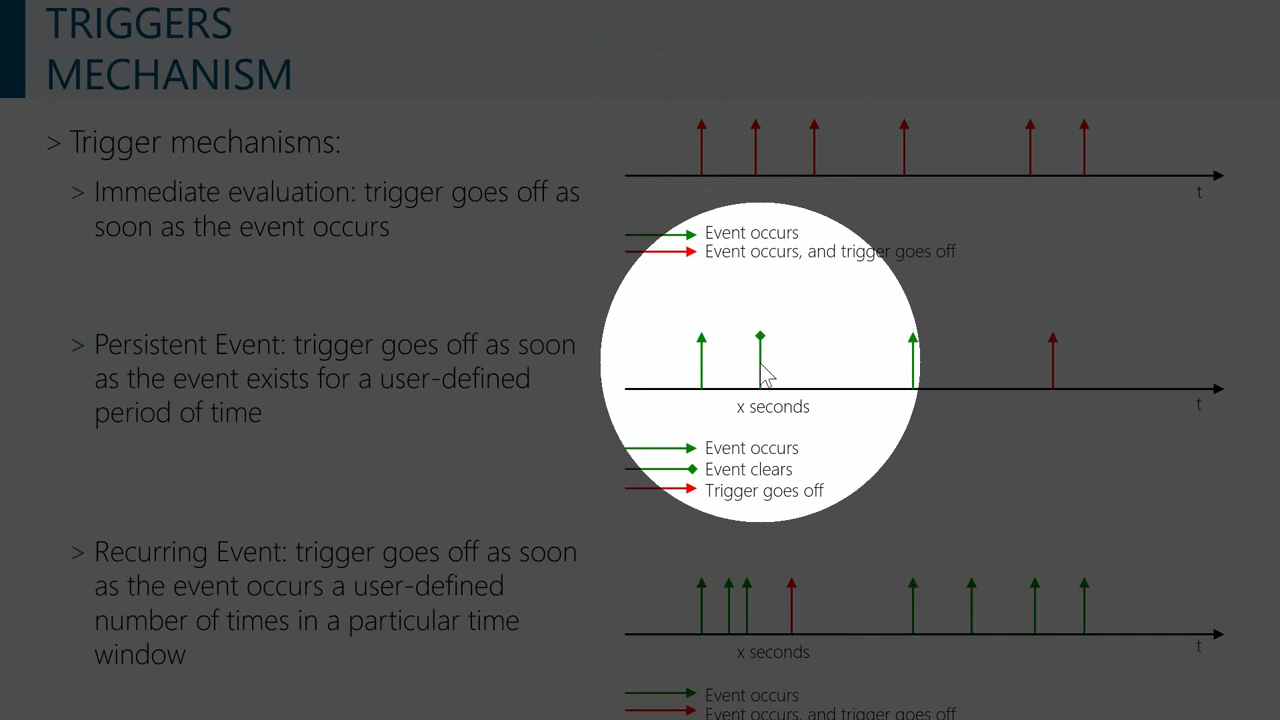 TRIGGERS
MECHANISM
> Trigger mechanisms:
> Immediate evaluation: trigger goes off as
soon as the event occurs
t
Event occurs
Event occurs, and trigger goes off
> Persistent Event: trigger goes off as soon
as the event exists for a user-defined
period of time
x seconds
t
Event occurs
Event clears
Trigger goes off
> Recurring Event: trigger goes off as soon
as the event occurs a user-defined
number of times in a particular time
window
x seconds
t
Event occurs
Event occurs, and trigger goes off